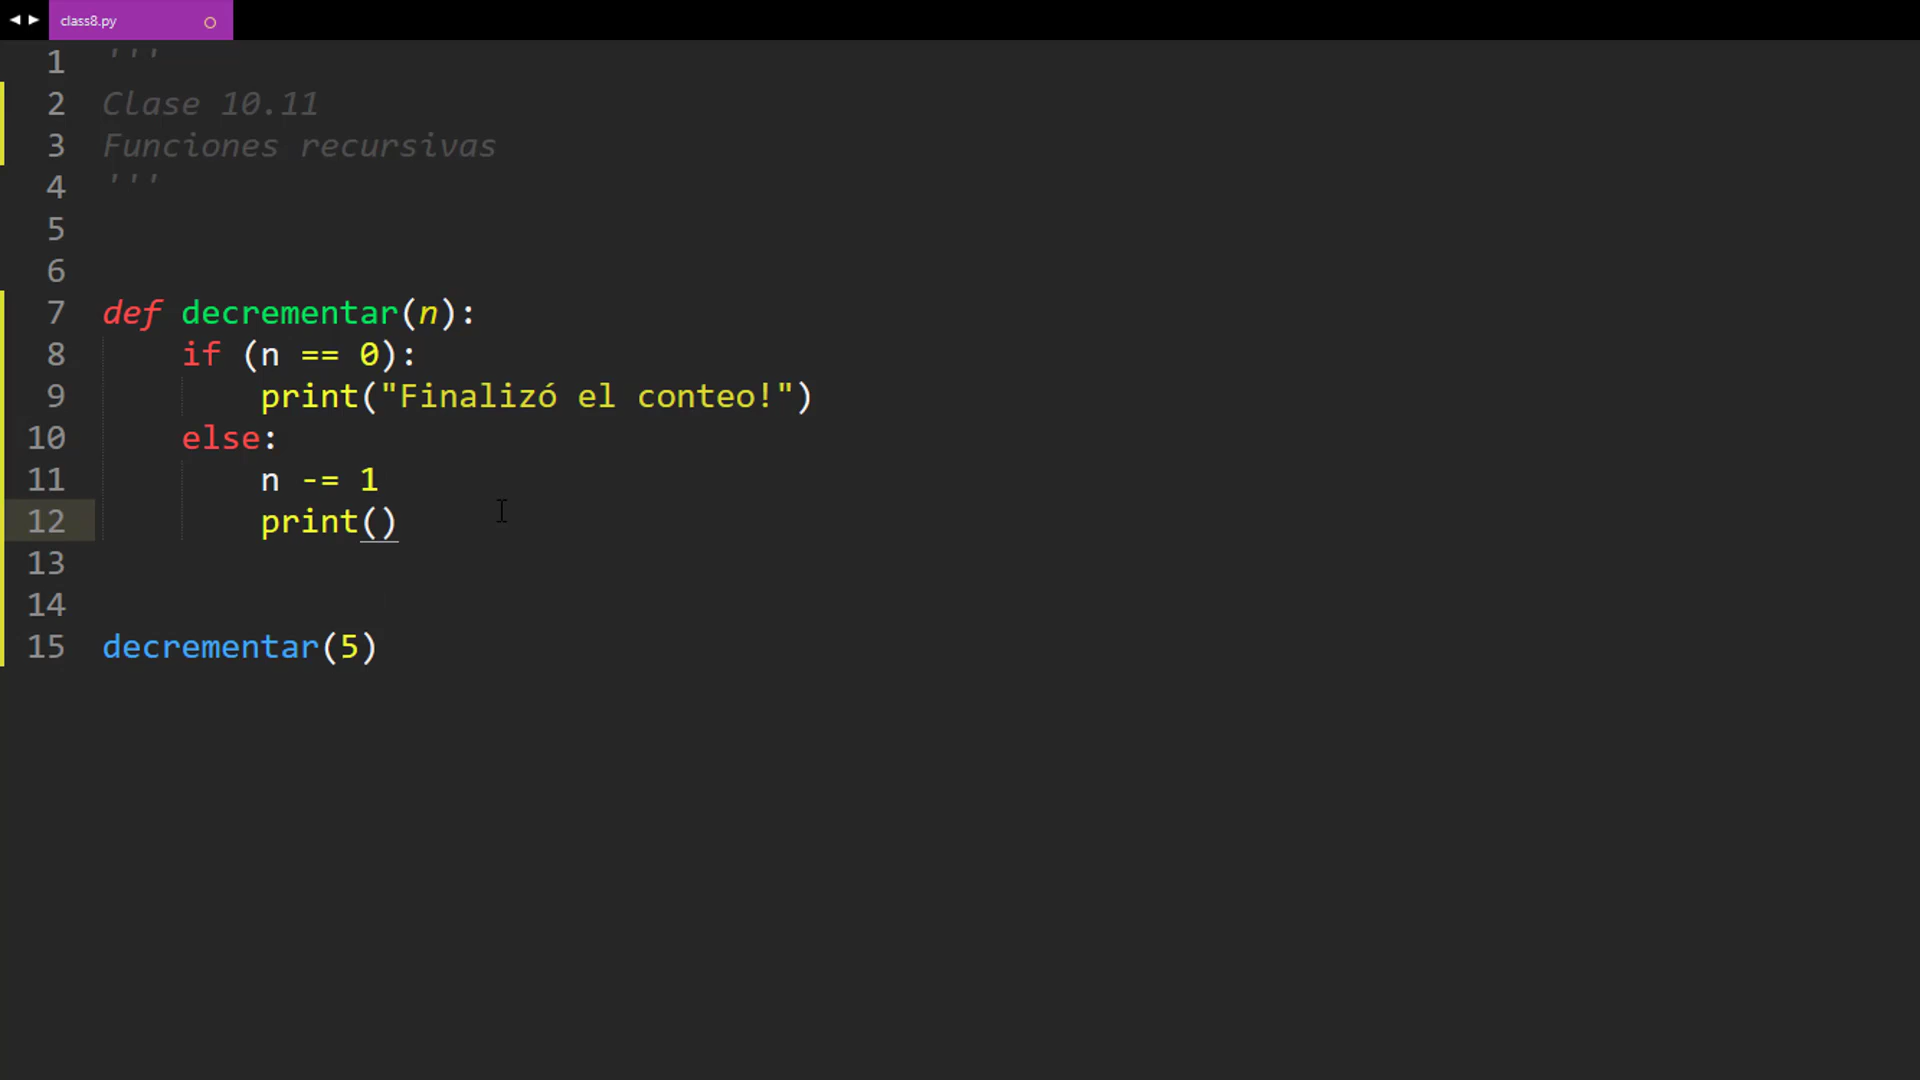 class8.py
1 '''
2 Clase 10.11
3 Funciones recursivas
4 '''
5
6
7 def decrementar(n):
8     if (n == 0):
9         print("Finalizó el conteo!")
10     else:
11         n -= 1
12         print()
13
14
15 decrementar(5)